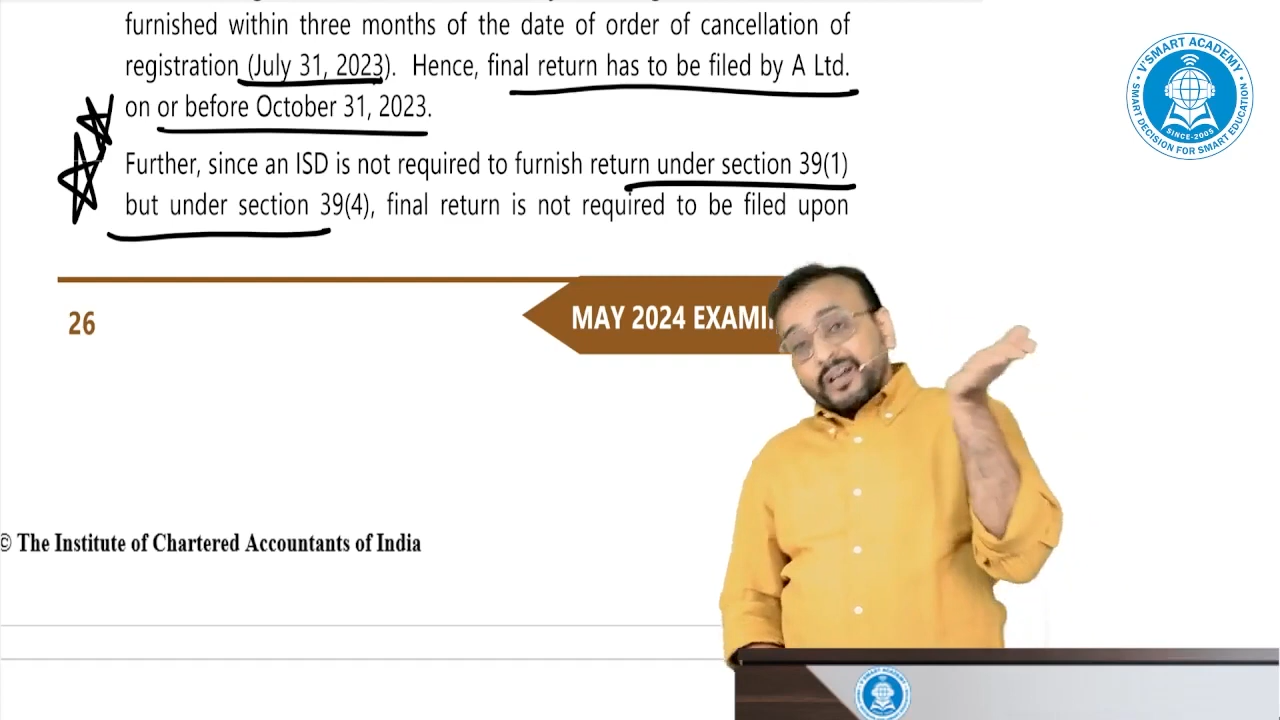 furnished within three months of the date of order of cancellation of
registration (July 31, 2023). Hence, final return has to be filed by A Ltd.
on or before October 31, 2023.
Further, since an ISD is not required to furnish return under section 39(1)
but under section 39(4), final return is not required to be filed upon
26
MAY 2024 EXAMI
© The Institute of Chartered Accountants of India
V'SMART ACADEMY
SMART DECISION FOR SMART EDUCATION
SINCE-2005